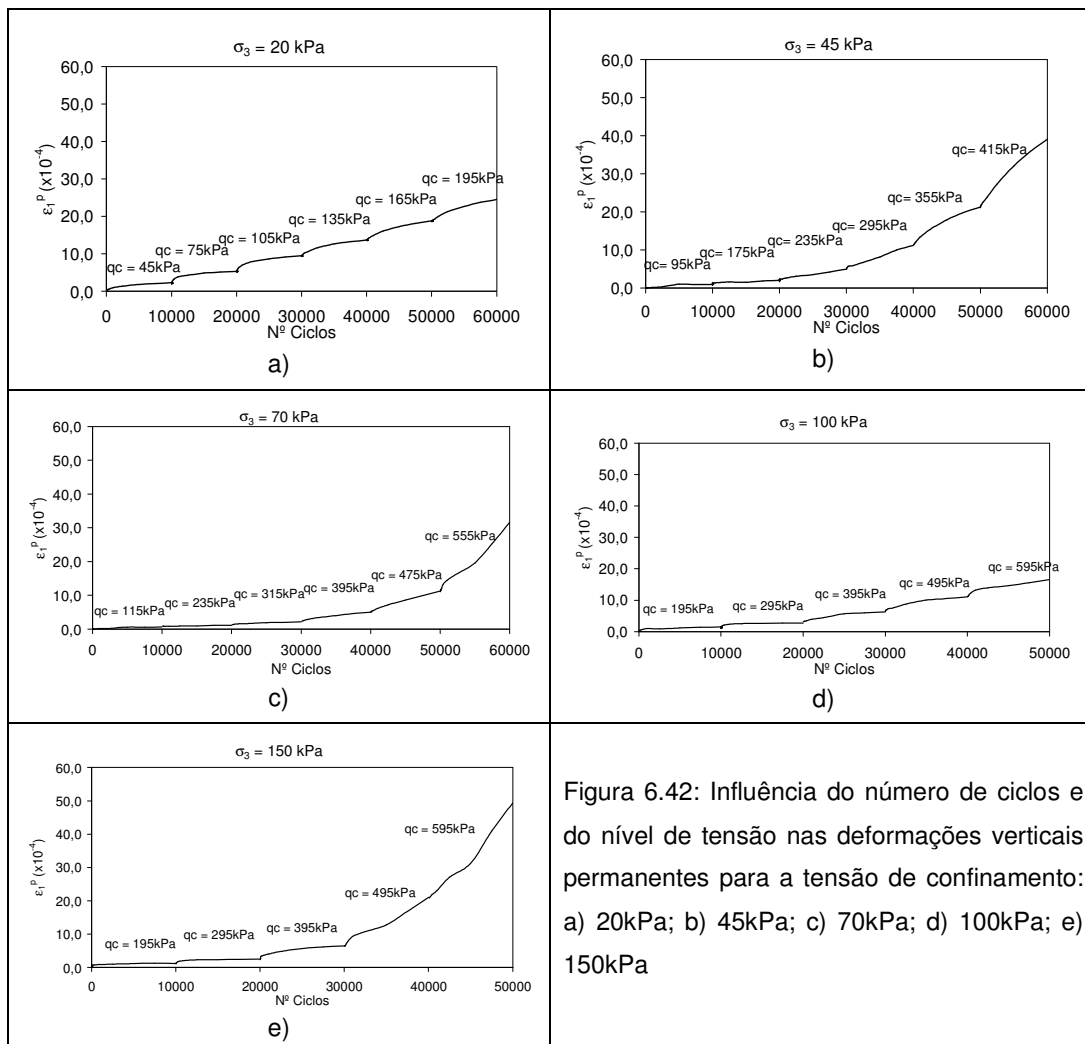 σ3 = 20 kPa
60,0
50,0
40,0
30,0
20,0
10,0
0,0
ε1p (x10-4)
qc = 45kPa
qc = 75kPa
qc = 105kPa
qc = 135kPa
qc = 165kPa
qc = 195kPa
0 10000 20000 30000 40000 50000 60000
Nº Ciclos
a)
σ3 = 45 kPa
60,0
50,0
40,0
30,0
20,0
10,0
0,0
ε1p (x10-4)
qc= 95kPa
qc= 175kPa
qc= 235kPa
qc= 295kPa
qc= 355kPa
qc= 415kPa
0 10000 20000 30000 40000 50000 60000
Nº Ciclos
b)
σ3 = 70 kPa
60,0
50,0
40,0
30,0
20,0
10,0
0,0
ε1p (x10-4)
qc = 115kPa
qc = 235kPa
qc = 315kPa
qc = 395kPa
qc = 475kPa
qc = 555kPa
0 10000 20000 30000 40000 50000 60000
Nº Ciclos
c)
σ3 = 100 kPa
60,0
50,0
40,0
30,0
20,0
10,0
0,0
ε1p (x10-4)
qc = 195kPa
qc = 295kPa
qc = 395kPa
qc = 495kPa
qc = 595kPa
0 10000 20000 30000 40000 50000
Nº Ciclos
d)
σ3 = 150 kPa
60,0
50,0
40,0
30,0
20,0
10,0
0,0
ε1p (x10-4)
qc = 195kPa
qc = 295kPa
qc = 395kPa
qc = 495kPa
qc = 595kPa
0 10000 20000 30000 40000 50000
Nº Ciclos
e)
Figura 6.42: Influência do número de ciclos e
do nível de tensão nas deformações verticais
permanentes para a tensão de confinamento:
a) 20kPa; b) 45kPa; c) 70kPa; d) 100kPa; e)
150kPa